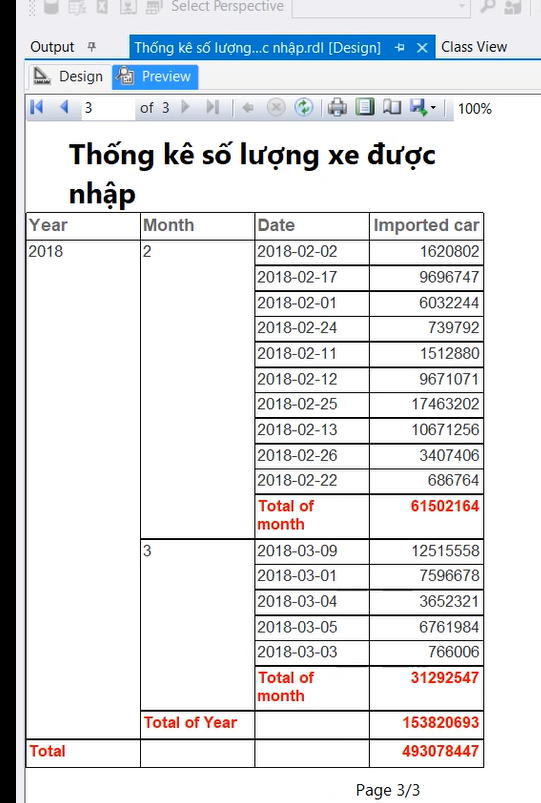 Select Perspective
Output Thống kê số lượng...c nhập.rdl [Design] Class View
Design Preview
3 of 3 100%
Thống kê số lượng xe được
nhập
Year Month Date Imported car
2018 2 2018-02-02 1620802
2018-02-17 9696747
2018-02-01 6032244
2018-02-24 739792
2018-02-11 1512880
2018-02-12 9671071
2018-02-25 17463202
2018-02-13 10671256
2018-02-26 3407406
2018-02-22 686764
Total of 61502164
month
3 2018-03-09 12515558
2018-03-01 7596678
2018-03-04 3652321
2018-03-05 6761984
2018-03-03 766006
Total of 31292547
month
Total of Year 153820693
Total 493078447
Page 3/3